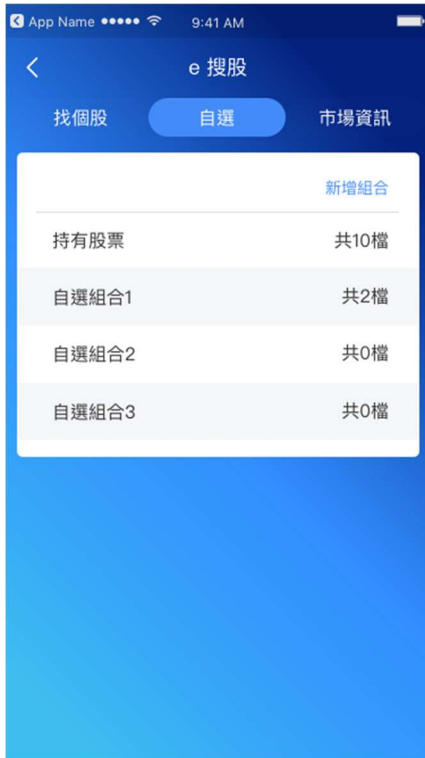 App Name 9:41 AM
e 搜股
找個股 自選 市場資訊
新增組合
持有股票 共10檔
自選組合1 共2檔
自選組合2 共0檔
自選組合3 共0檔